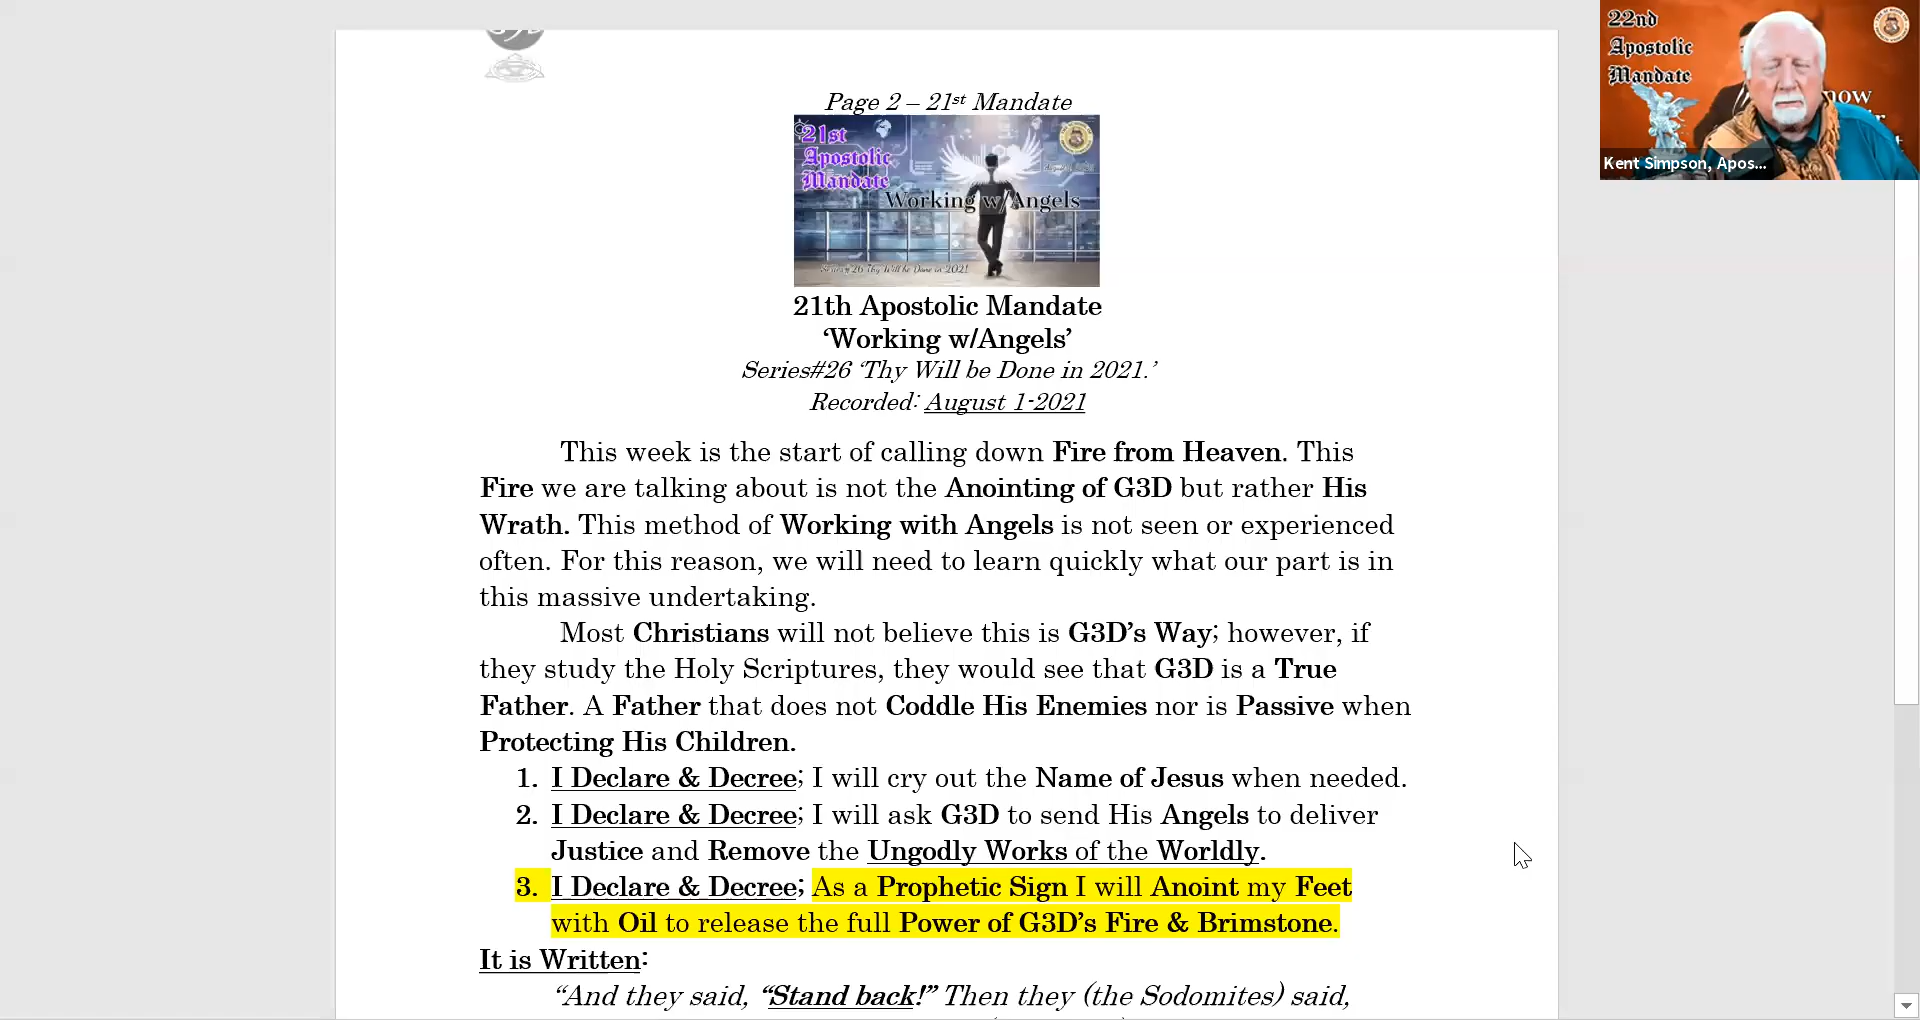 Page 2 – 21st Mandate
21st
Apostolic
Mandate
Working w/Angels
Series#26 Thy Will be Done in 2021
21th Apostolic Mandate
‘Working w/Angels’
Series#26 ‘Thy Will be Done in 2021.’
Recorded: August 1-2021
This week is the start of calling down Fire from Heaven. This
Fire we are talking about is not the Anointing of G3D but rather His
Wrath. This method of Working with Angels is not seen or experienced
often. For this reason, we will need to learn quickly what our part is in
this massive undertaking.
Most Christians will not believe this is G3D’s Way; however, if
they study the Holy Scriptures, they would see that G3D is a True
Father. A Father that does not Coddle His Enemies nor is Passive when
Protecting His Children.
1. I Declare & Decree; I will cry out the Name of Jesus when needed.
2. I Declare & Decree; I will ask G3D to send His Angels to deliver
Justice and Remove the Ungodly Works of the Worldly.
3. I Declare & Decree; As a Prophetic Sign I will Anoint my Feet
with Oil to release the full Power of G3D’s Fire & Brimstone.
It is Written:
“And they said, “Stand back!” Then they (the Sodomites) said,
22nd
Apostolic
Mandate
Kent Simpson, Apos...